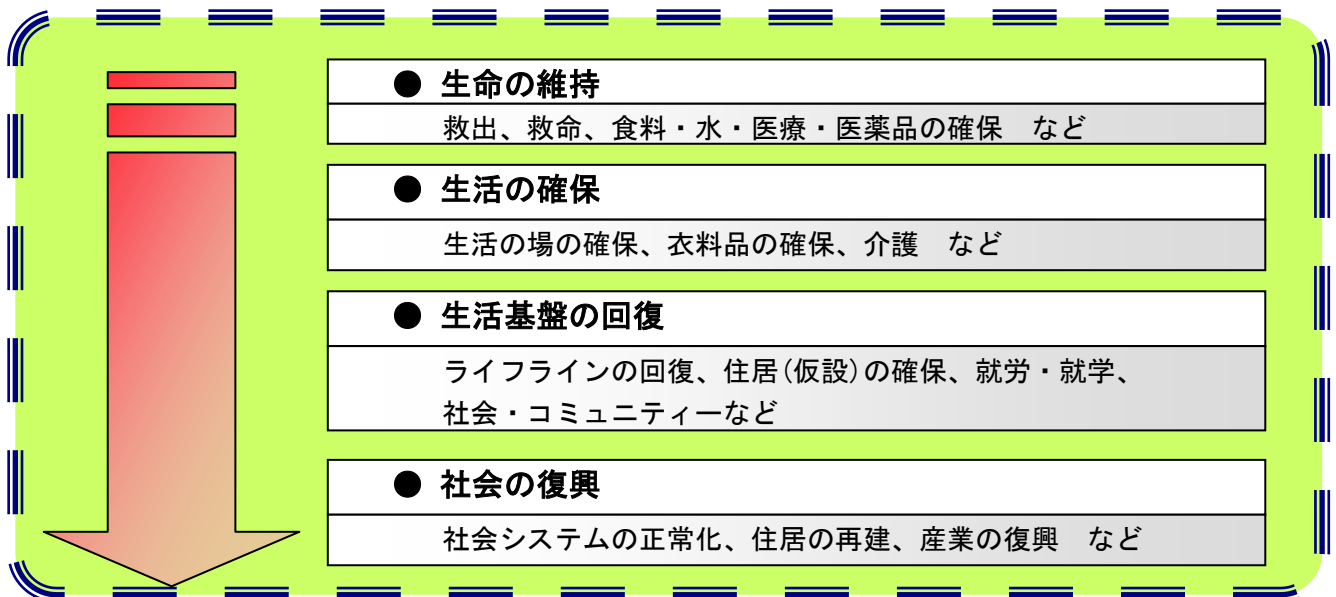 ● 生命の維持
救出、救命、食料・水・医療・医薬品の確保　など
● 生活の確保
生活の場の確保、衣料品の確保、介護　など
● 生活基盤の回復
ライフラインの回復、住居(仮設)の確保、就労・就学、
社会・コミュニティーなど
● 社会の復興
社会システムの正常化、住居の再建、産業の復興　など